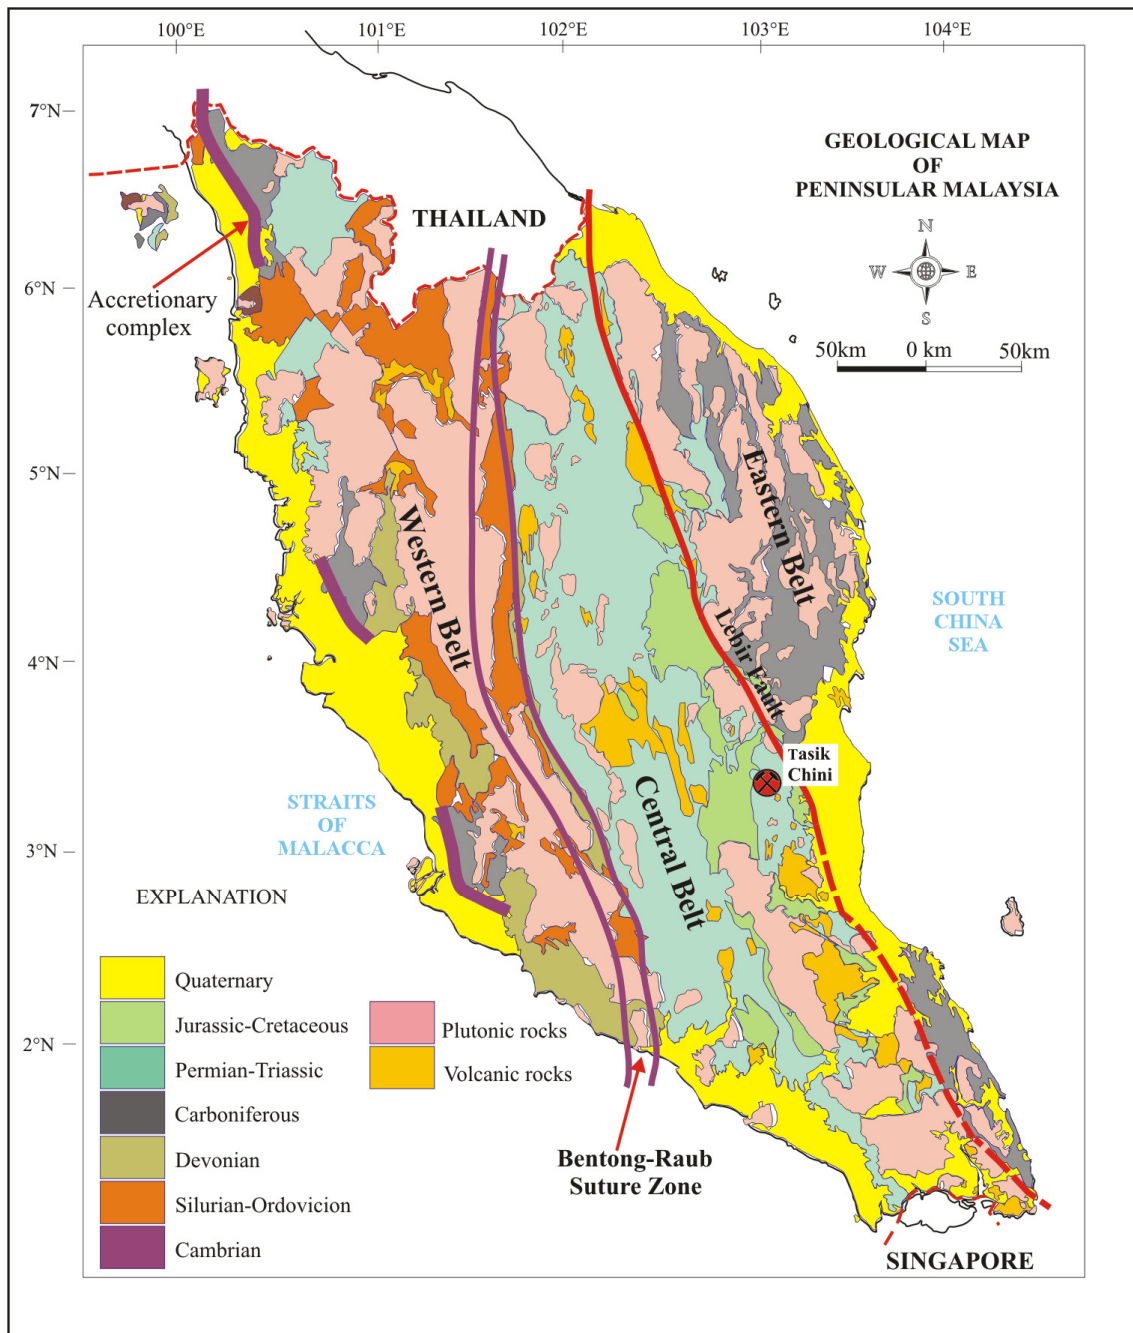 100°E
101°E
102°E
103°E
104°E
7°N
6°N
5°N
4°N
3°N
2°N
GEOLOGICAL MAP
OF
PENINSULAR MALAYSIA
N
W
E
S
50km
0 km
50km
THAILAND
Accretionary
complex
Western Belt
Eastern Belt
Lebir Fault
Central Belt
SOUTH
CHINA
SEA
Tasik
Chini
STRAITS
OF
MALACCA
EXPLANATION
Quaternary
Jurassic-Cretaceous
Permian-Triassic
Carboniferous
Devonian
Silurian-Ordovicion
Cambrian
Plutonic rocks
Volcanic rocks
Bentong-Raub
Suture Zone
SINGAPORE